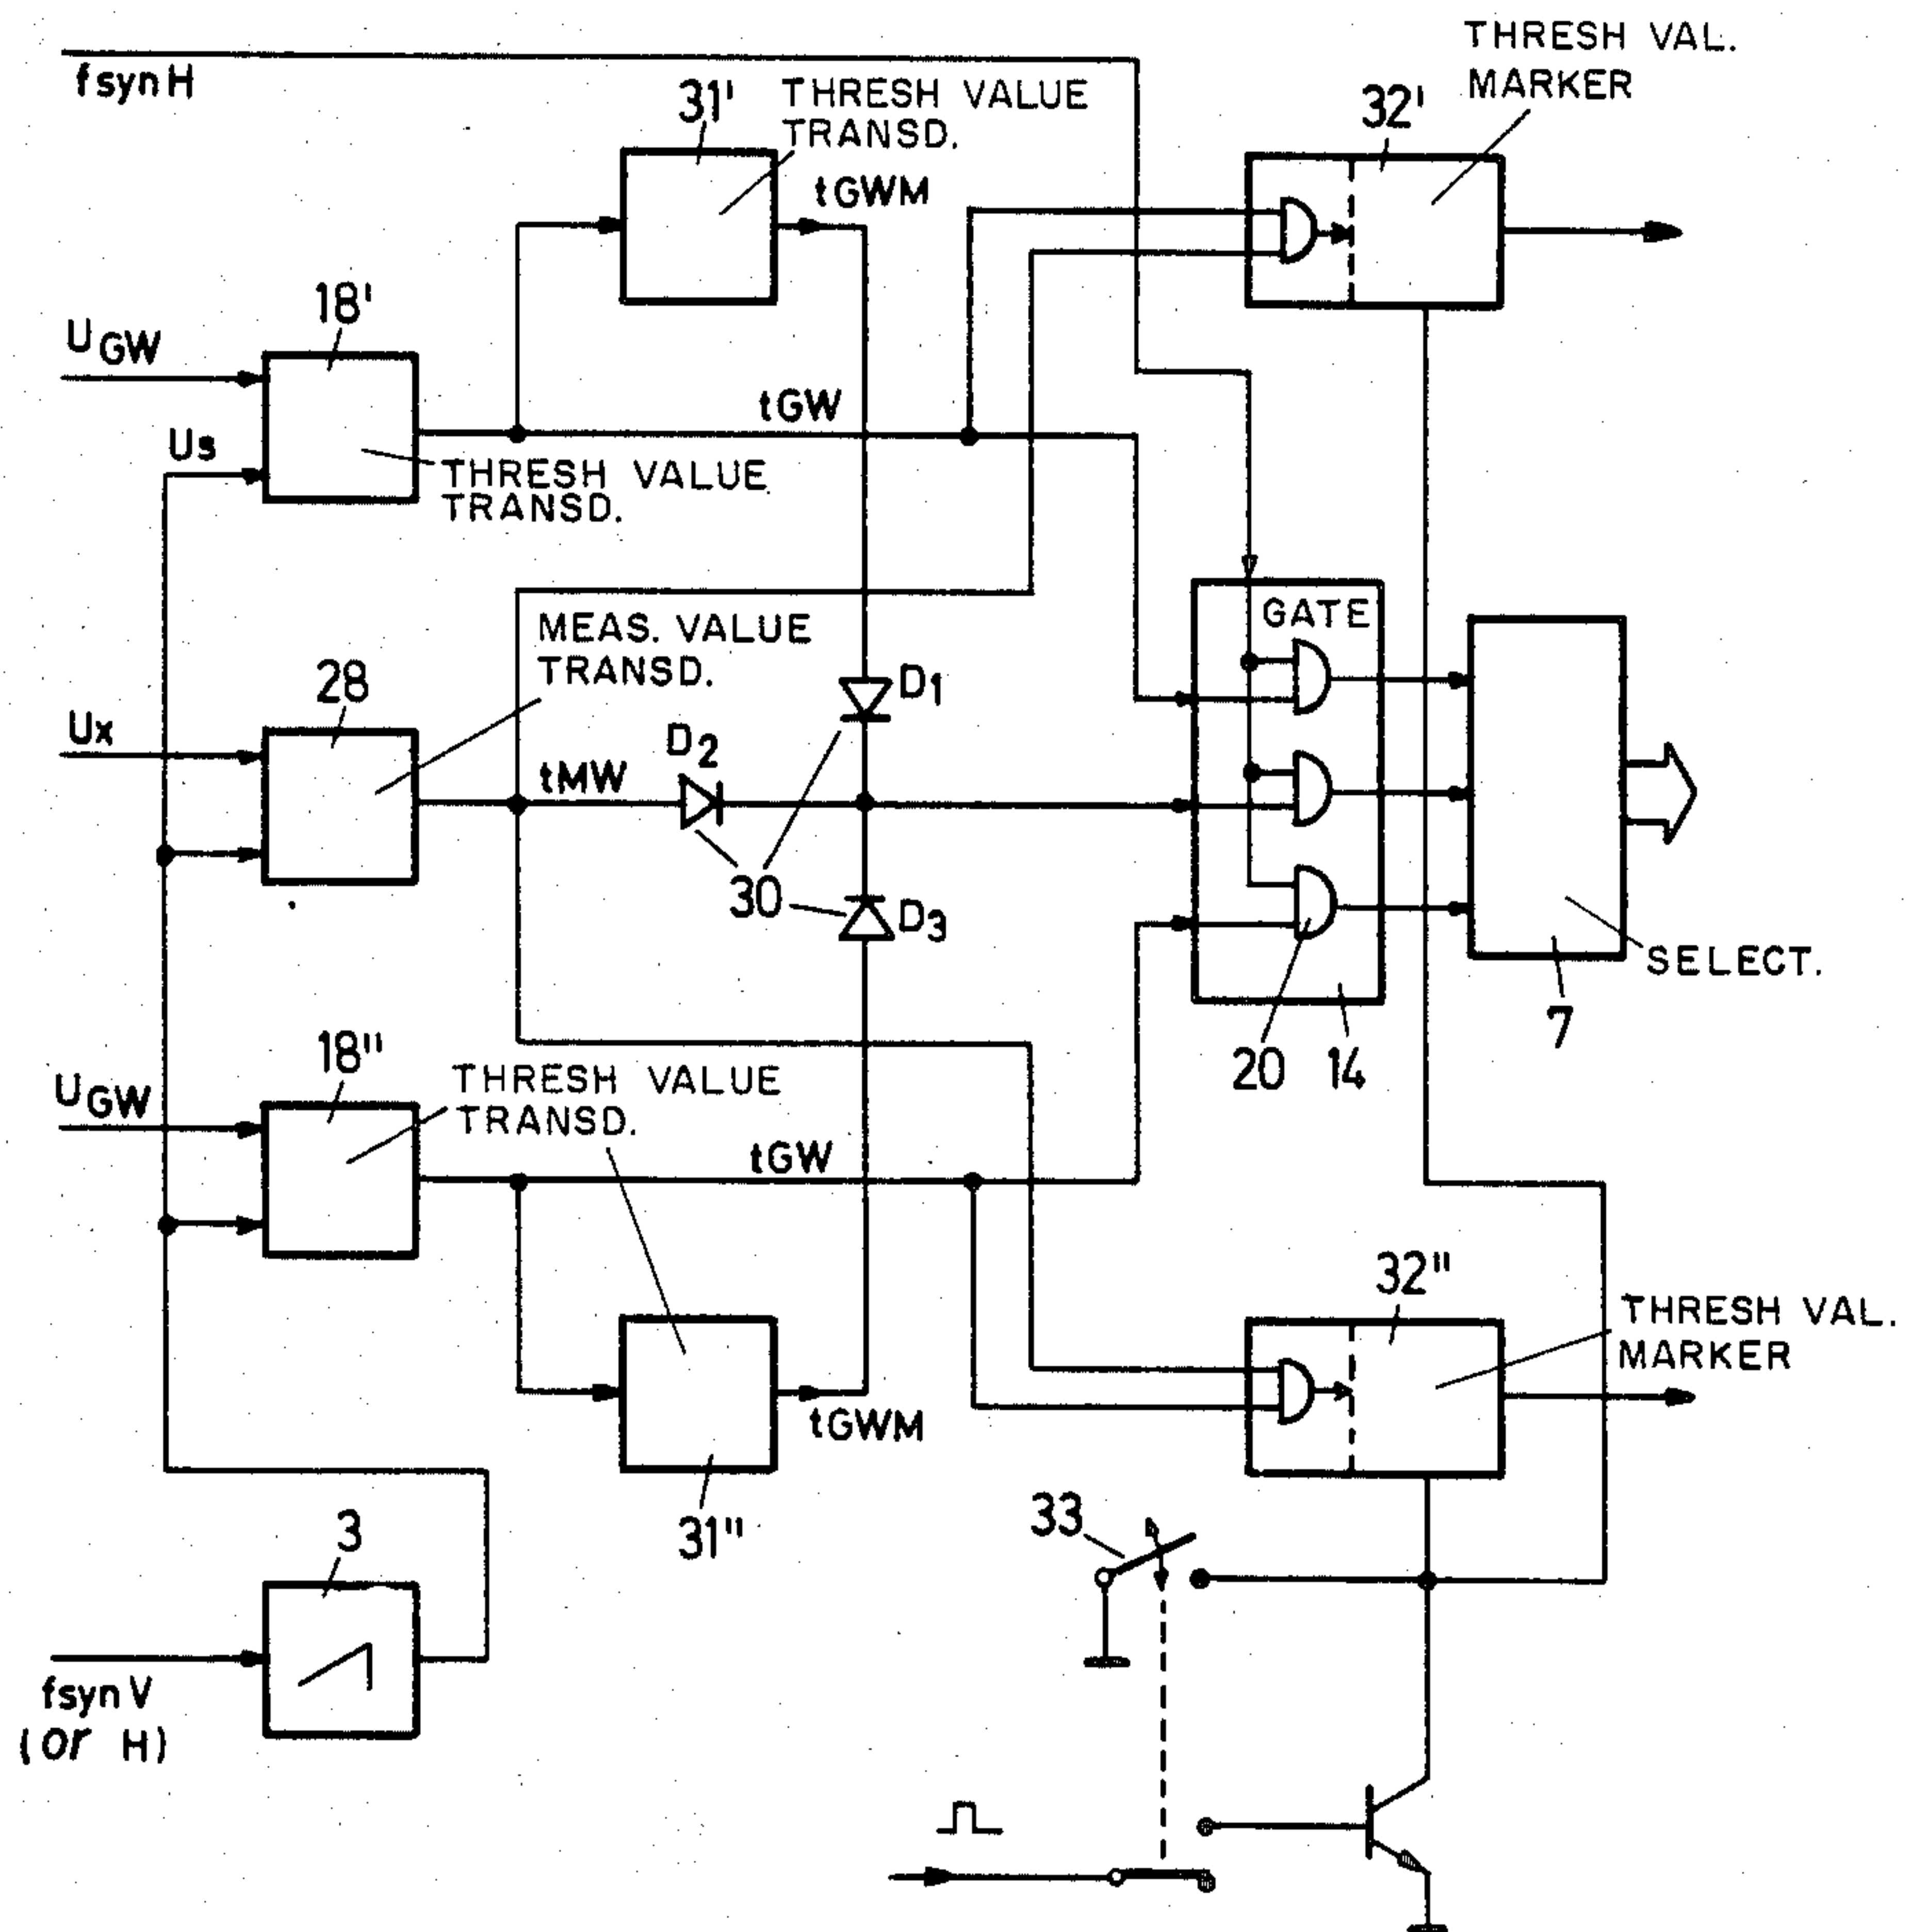 THRESH VAL.
MARKER
fsyn H
31'
THRESH VALUE
TRANSD.
32'
tGWM
18'
UGW
tGW
Us
THRESH VALUE
TRANSD.
GATE
MEAS. VALUE
TRANSD.
28
D1
Ux
D2
tMW
30
D3
SELECT.
7
18"
20
14
THRESH VALUE
TRANSD.
UGW
tGW
32"
THRESH VAL.
MARKER
tGWM
33
3
31"
fsyn V
(or H)